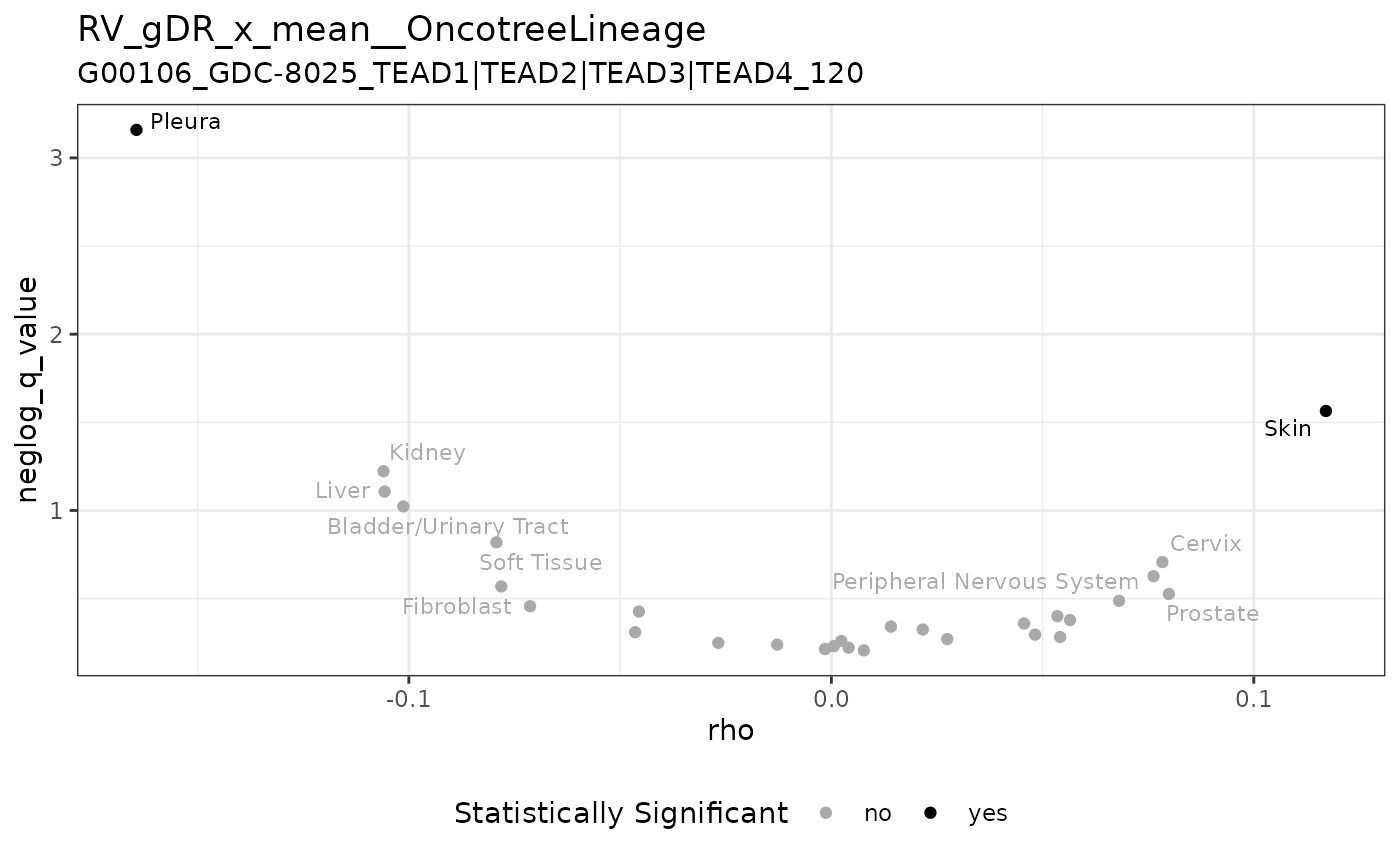 RV_gDR_x_mean__OncotreeLineage
G00106_GDC-8025_TEAD1|TEAD2|TEAD3|TEAD4_120
Pleura
3
neglog_q_value
2
Skin
Kidney
Liver
1
Bladder/Urinary Tract
Cervix
Soft Tissue
Peripheral Nervous System
Fibroblast
Prostate
-0.1
0.0
0.1
rho
Statistically Significant no yes